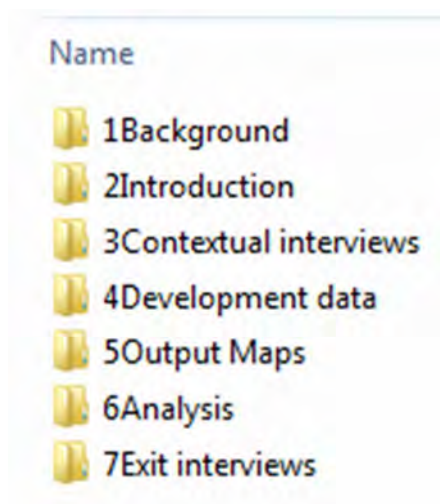 Name
1Background
2Introduction
3Contextual interviews
4Development data
5Output Maps
6Analysis
7Exit interviews